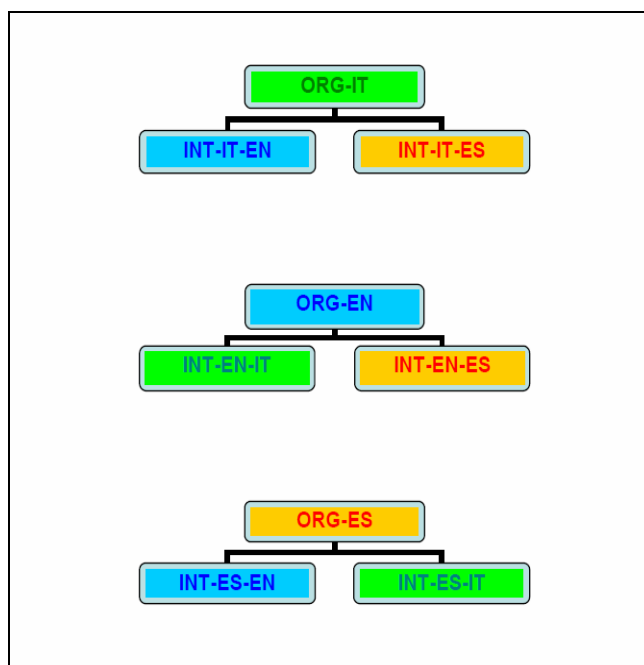 ORG-IT
INT-IT-EN
INT-IT-ES
ORG-EN
INT-EN-IT
INT-EN-ES
ORG-ES
INT-ES-EN
INT-ES-IT